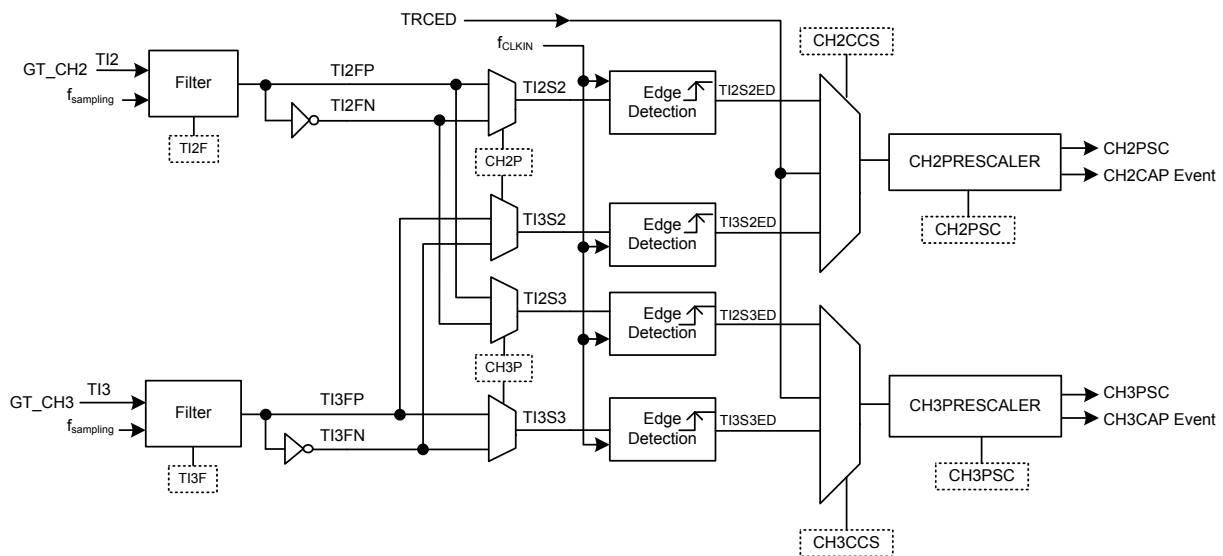 TRCED
fCLKIN
CH2CCS
GT_CH2
TI2
fsampling
Filter
TI2F
TI2FP
TI2FN
TI2S2
CH2P
Edge
Detection
TI2S2ED
TI3S2
Edge
Detection
TI3S2ED
CH2PRESCALER
CH2PSC
CH2CAP Event
CH2PSC
TI2S3
CH3P
Edge
Detection
TI2S3ED
GT_CH3
TI3
fsampling
Filter
TI3F
TI3FP
TI3FN
TI3S3
Edge
Detection
TI3S3ED
CH3PRESCALER
CH3PSC
CH3CAP Event
CH3PSC
CH3CCS